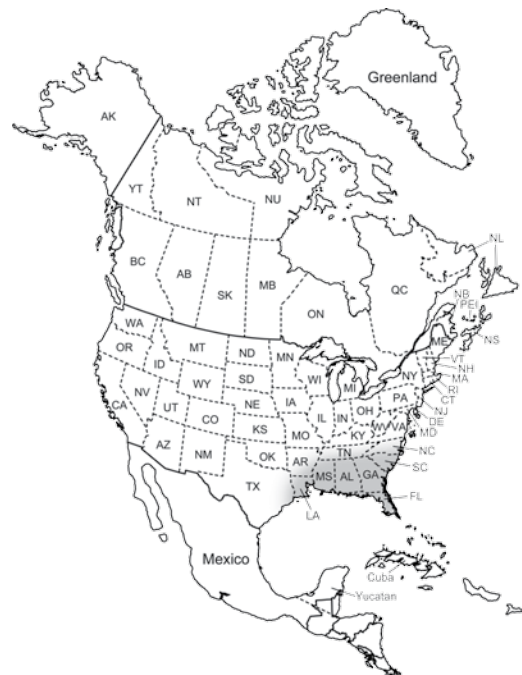 Greenland
AK
YT
NT
NU
NL
BC
AB
SK
MB
ON
QC
NB
PEI
NS
WA
OR
ID
MT
ND
MN
WI
MI
ME
VT
NH
MA
RI
CT
NY
PA
NJ
DE
MD
WY
SD
NE
IA
IL
IN
OH
WV
VA
NV
UT
CO
KS
MO
KY
CA
AZ
NM
OK
AR
TN
NC
SC
TX
MS
AL
GA
LA
FL
Mexico
Cuba
Yucatan